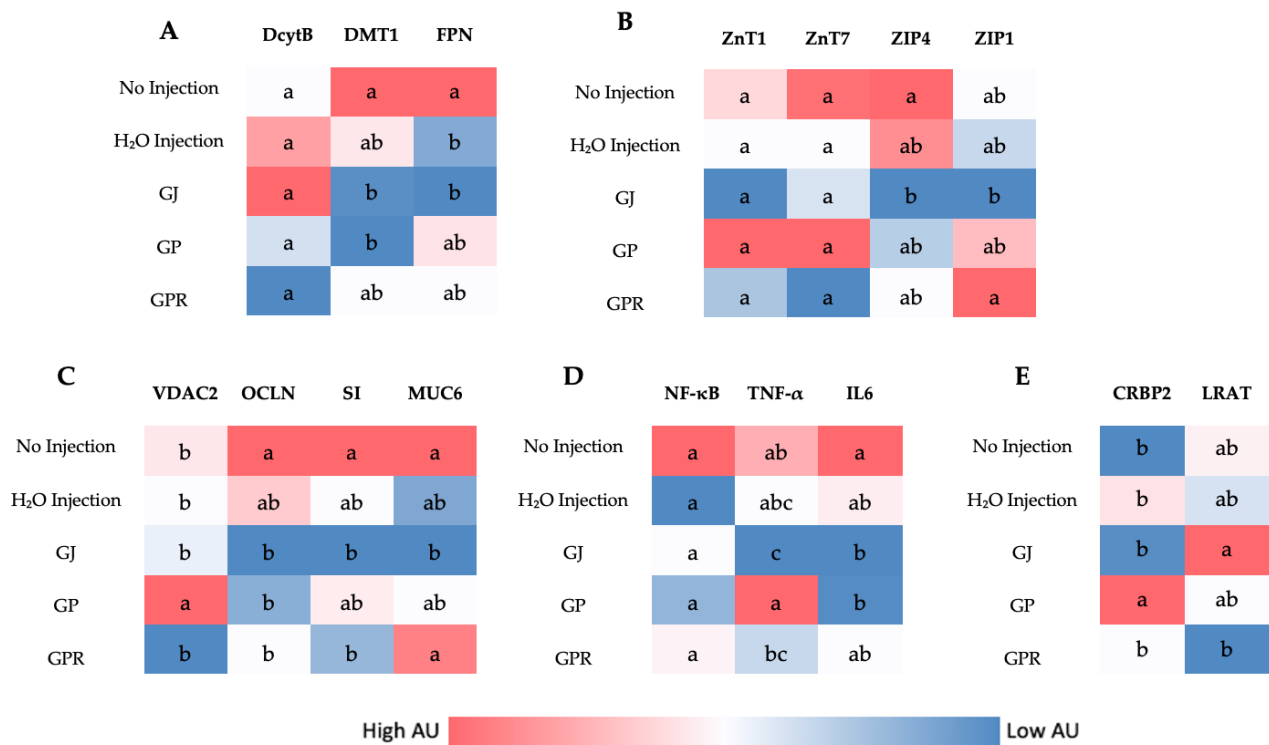 A
DcytB DMT1 FPN
No Injection a a a
H₂O Injection a ab b
GJ a b b
GP a b ab
GPR a ab ab
B
ZnT1 ZnT7 ZIP4 ZIP1
No Injection a a a ab
H₂O Injection a a ab ab
GJ a a b b
GP a a ab ab
GPR a a ab a
C
VDAC2 OCLN SI MUC6
No Injection b a a a
H₂O Injection b ab ab ab
GJ b b b b
GP a b ab ab
GPR b b b a
D
NF-κB TNF-α IL6
No Injection a ab a
H₂O Injection a abc ab
GJ a c b
GP a a b
GPR a bc ab
E
CRBP2 LRAT
No Injection b ab
H₂O Injection b ab
GJ b a
GP a ab
GPR b b
High AU Low AU